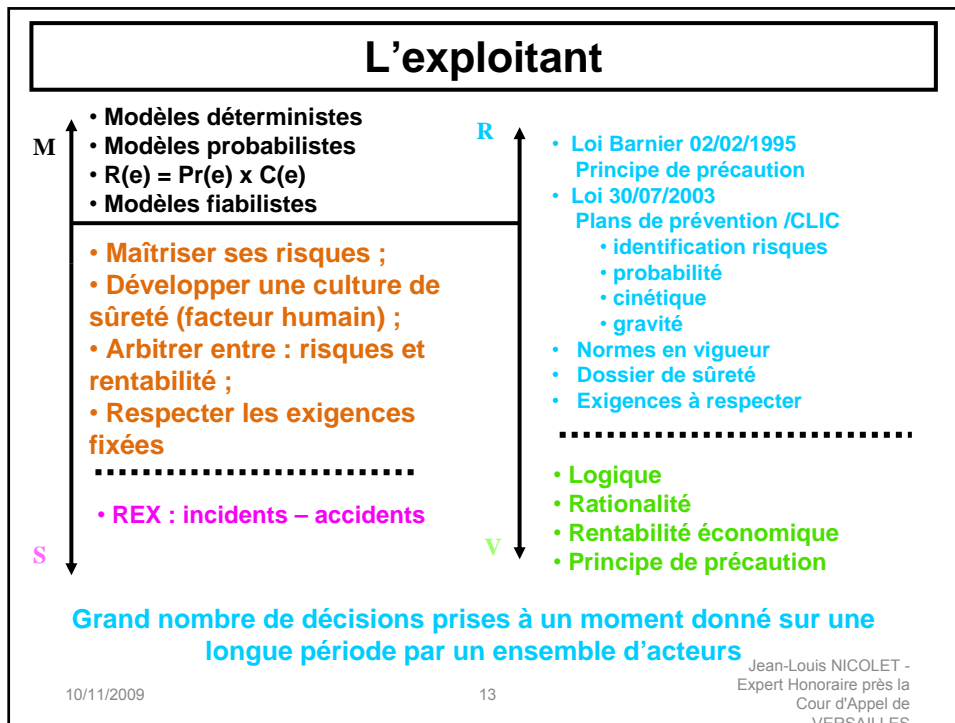 L'exploitant
M
• Modèles déterministes
• Modèles probabilistes
• R(e) = Pr(e) x C(e)
• Modèles fiabilistes
• Maîtriser ses risques ;
• Développer une culture de
sûreté (facteur humain) ;
• Arbitrer entre : risques et
rentabilité ;
• Respecter les exigences
fixées
• REX : incidents – accidents
S
R
• Loi Barnier 02/02/1995
Principe de précaution
• Loi 30/07/2003
Plans de prévention /CLIC
• identification risques
• probabilité
• cinétique
• gravité
• Normes en vigueur
• Dossier de sûreté
• Exigences à respecter
• Logique
• Rationalité
• Rentabilité économique
• Principe de précaution
V
Grand nombre de décisions prises à un moment donné sur une
longue période par un ensemble d'acteurs
10/11/2009
13
Jean-Louis NICOLET -
Expert Honoraire près la
Cour d'Appel de
VERSAILLES